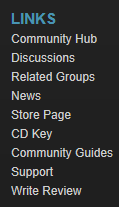 LINKS
Community Hub
Discussions
Related Groups
News
Store Page
CD Key
Community Guides
Support
Write Review